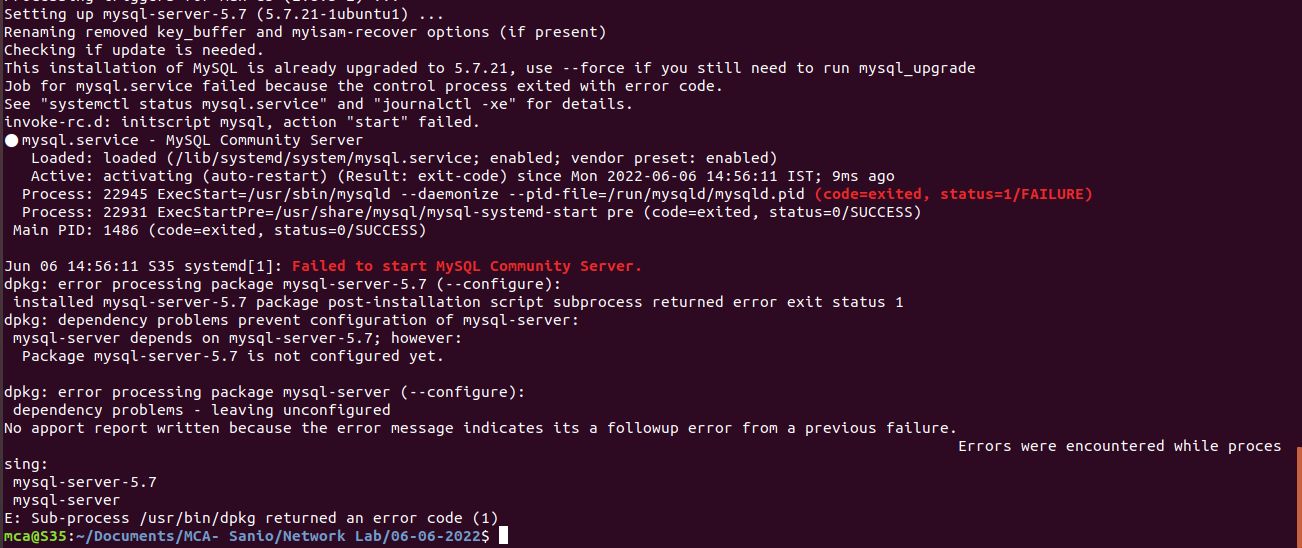 Setting up mysql-server-5.7 (5.7.21-1ubuntu1) ...
Renaming removed key_buffer and myisam-recover options (if present)
Checking if update is needed.
This installation of MySQL is already upgraded to 5.7.21, use --force if you still need to run mysql_upgrade
Job for mysql.service failed because the control process exited with error code.
See "systemctl status mysql.service" and "journalctl -xe" for details.
invoke-rc.d: initscript mysql, action "start" failed.
● mysql.service - MySQL Community Server
   Loaded: loaded (/lib/systemd/system/mysql.service; enabled; vendor preset: enabled)
   Active: activating (auto-restart) (Result: exit-code) since Mon 2022-06-06 14:56:11 IST; 9ms ago
  Process: 22945 ExecStart=/usr/sbin/mysqld --daemonize --pid-file=/run/mysqld/mysqld.pid (code=exited, status=1/FAILURE)
  Process: 22931 ExecStartPre=/usr/share/mysql/mysql-systemd-start pre (code=exited, status=0/SUCCESS)
 Main PID: 1486 (code=exited, status=0/SUCCESS)
Jun 06 14:56:11 S35 systemd[1]: Failed to start MySQL Community Server.
dpkg: error processing package mysql-server-5.7 (--configure):
 installed mysql-server-5.7 package post-installation script subprocess returned error exit status 1
dpkg: dependency problems prevent configuration of mysql-server:
 mysql-server depends on mysql-server-5.7; however:
  Package mysql-server-5.7 is not configured yet.
dpkg: error processing package mysql-server (--configure):
 dependency problems - leaving unconfigured
No apport report written because the error message indicates its a followup error from a previous failure.
Errors were encountered while proces
sing:
 mysql-server-5.7
 mysql-server
E: Sub-process /usr/bin/dpkg returned an error code (1)
mca@S35:~/Documents/MCA- Sanio/Network Lab/06-06-2022$